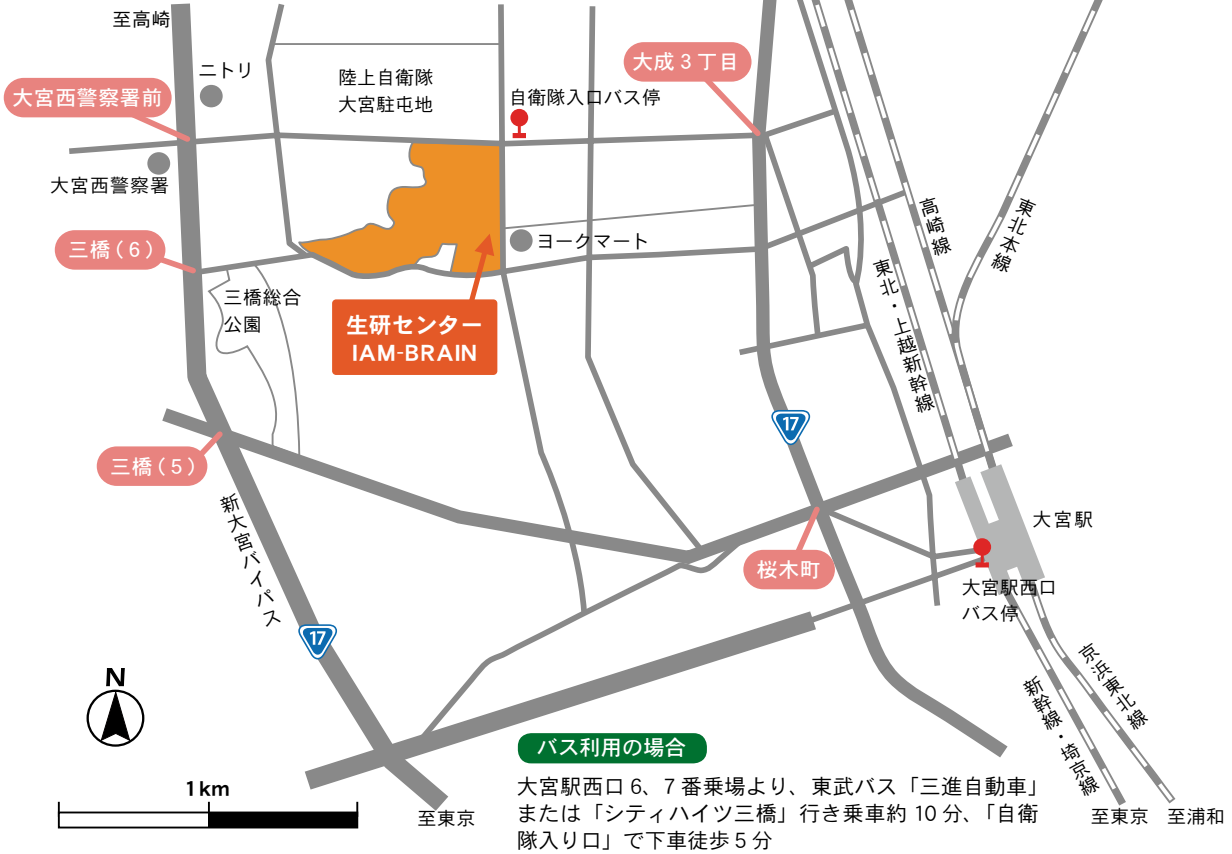 至高崎
ニトリ
陸上自衛隊
大宮駐屯地
大成3丁目
大宮西警察署前
自衛隊入口バス停
大宮西警察署
三橋(6)
ヨークマート
高崎線
東北本線
東北・上越新幹線
三橋総合
公園
生研センター
IAM-BRAIN
17
三橋(5)
新大宮バイパス
大宮駅
桜木町
大宮駅西口
バス停
17
N
京浜東北線
新幹線・埼京線
バス利用の場合
1km
大宮駅西口6、7番乗場より、東武バス「三進自動車」
または「シティハイツ三橋」行き乗車約10分、「自衛
隊入り口」で下車徒歩5分
至東京
至東京
至浦和